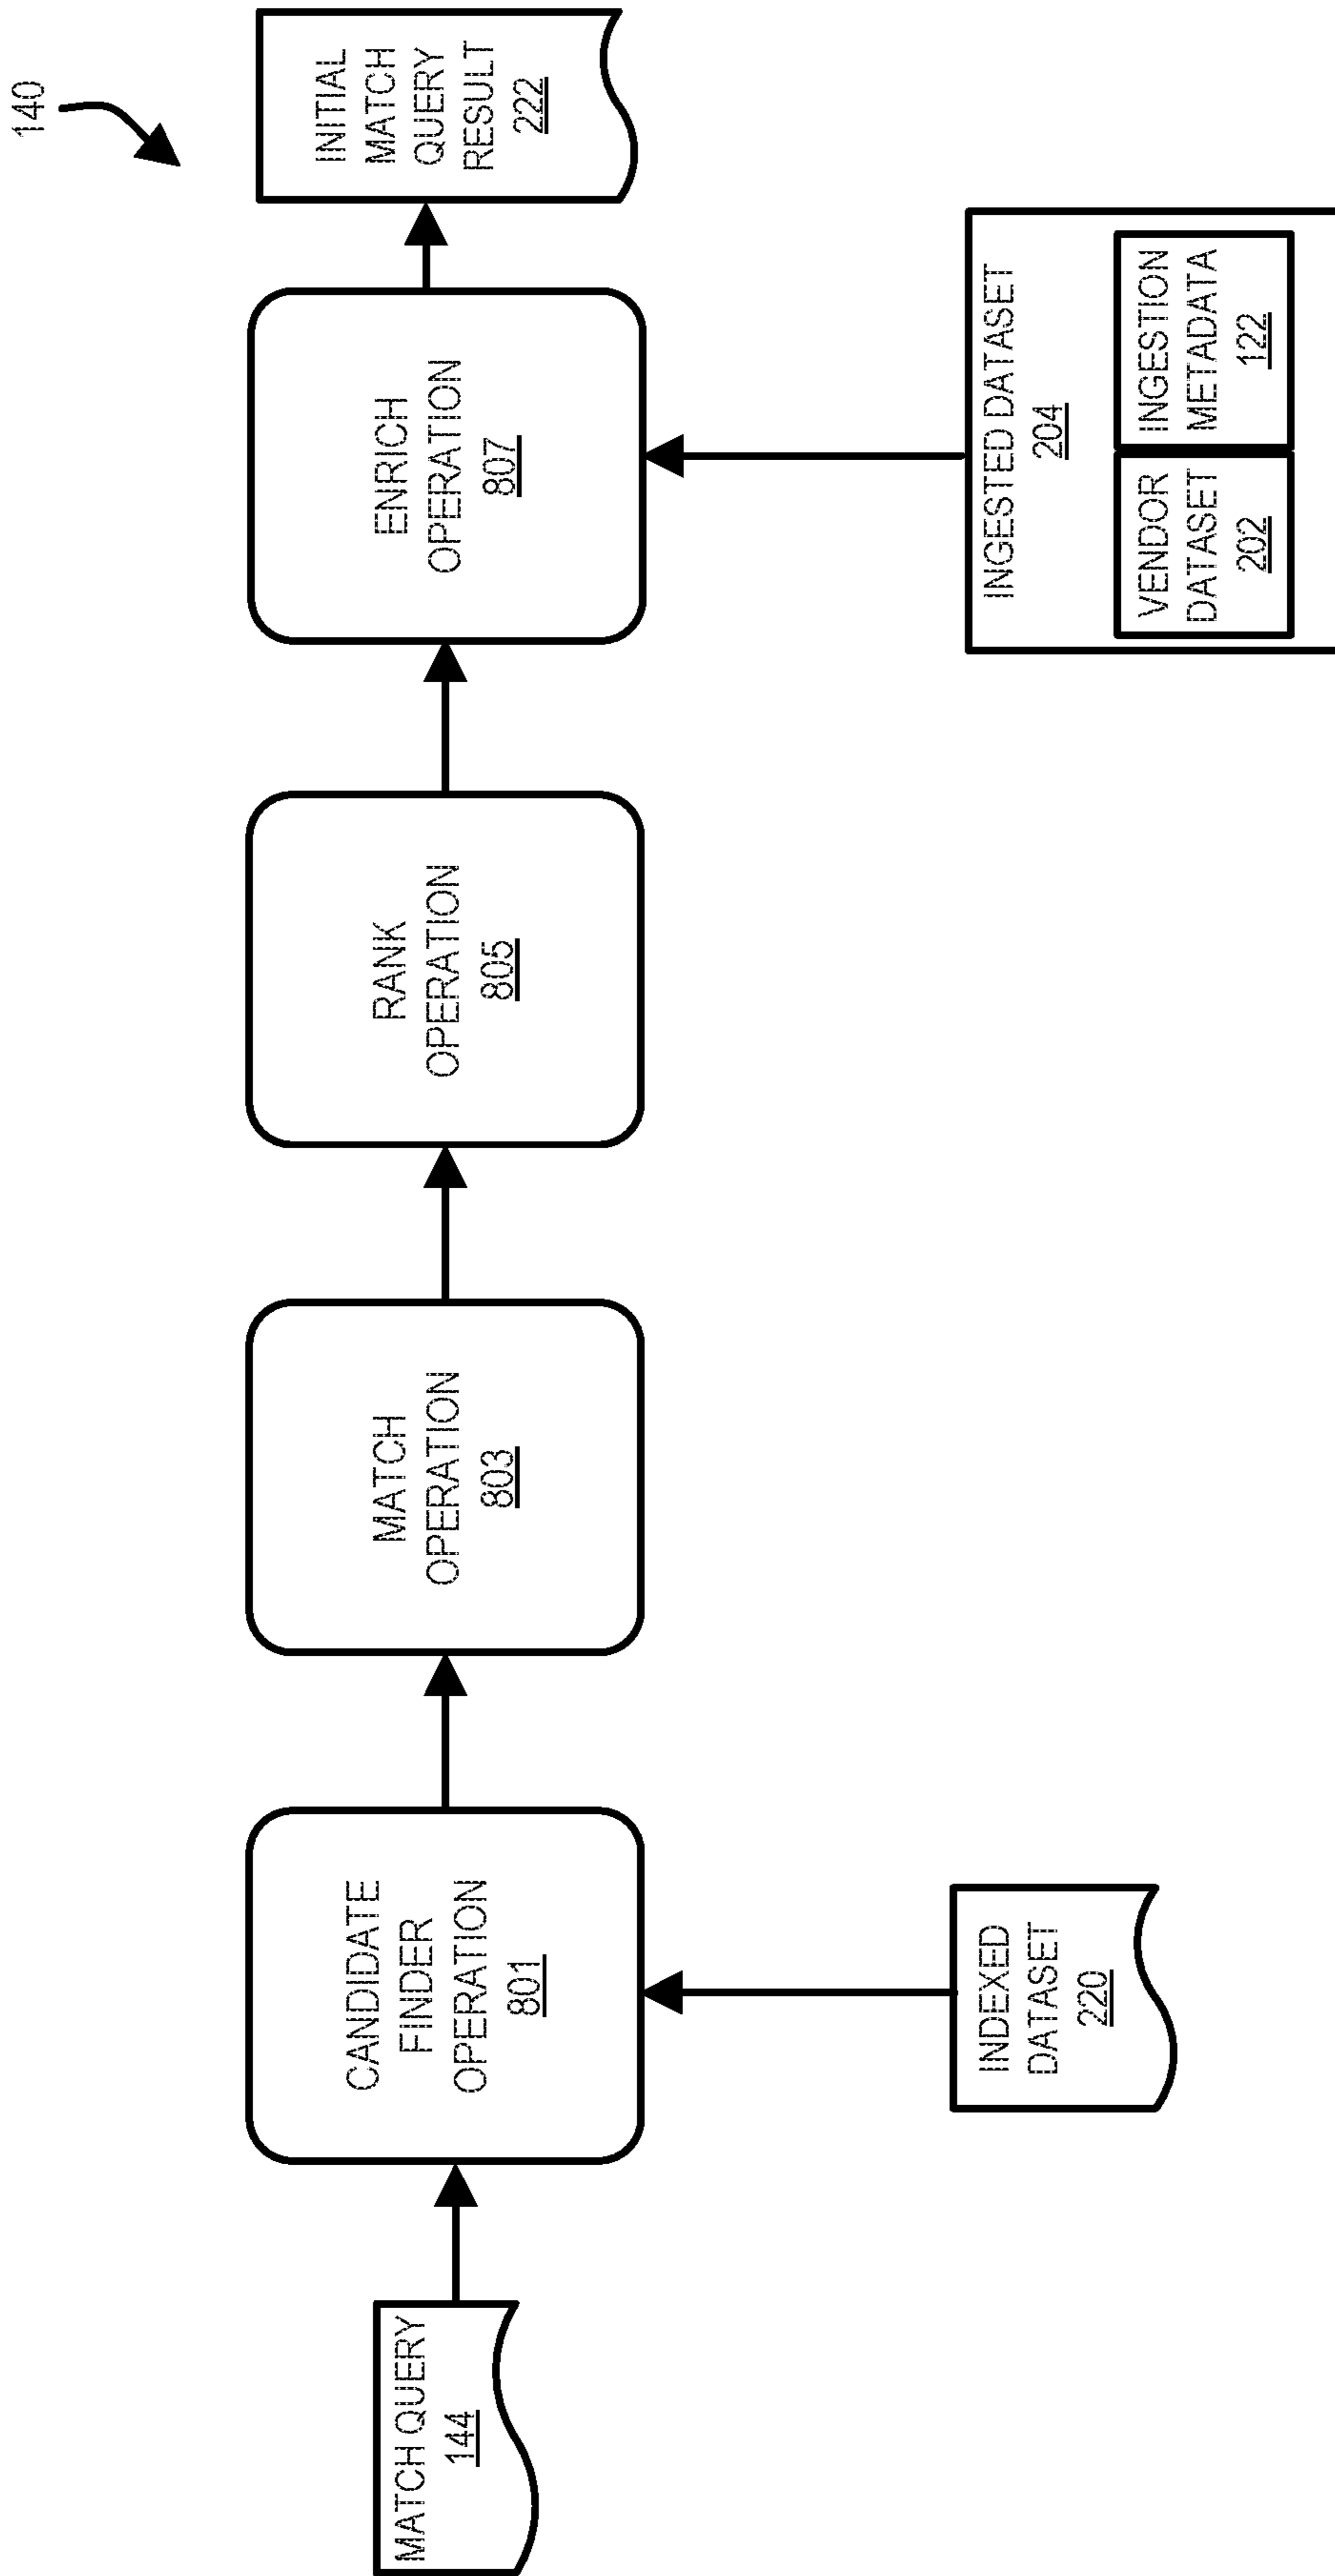 140
MATCH QUERY
144
CANDIDATE
FINDER
OPERATION
801
MATCH
OPERATION
803
RANK
OPERATION
805
ENRICH
OPERATION
807
INITIAL
MATCH
QUERY
RESULT
222
INDEXED
DATASET
220
INGESTED DATASET
204
VENDOR
DATASET
202
INGESTION
METADATA
122